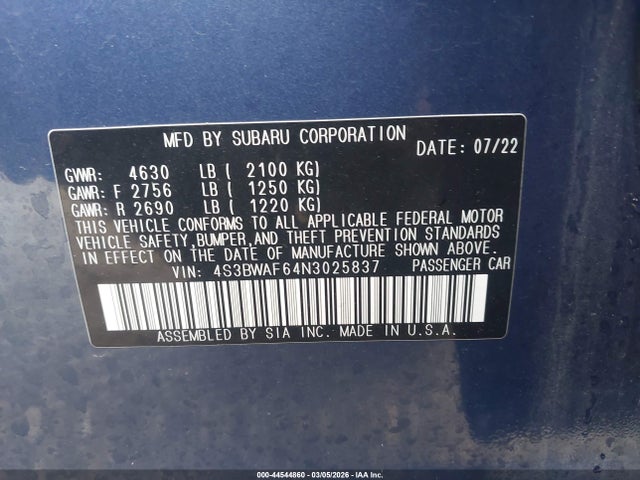 MFD BY SUBARU CORPORATION
DATE: 07/22
GVWR: 4630 LB ( 2100 KG)
GAWR: F 2756 LB ( 1250 KG)
GAWR: R 2690 LB ( 1220 KG)
THIS VEHICLE CONFORMS TO ALL APPLICABLE FEDERAL MOTOR
VEHICLE SAFETY,BUMPER,AND THEFT PREVENTION STANDARDS
IN EFFECT ON THE DATE OF MANUFACTURE SHOWN ABOVE.
VIN: 4S3BWAF64N3025837 PASSENGER CAR
ASSEMBLED BY SIA INC. MADE IN U.S.A.
000-44544860 - 03/05/2026 - IAA Inc.